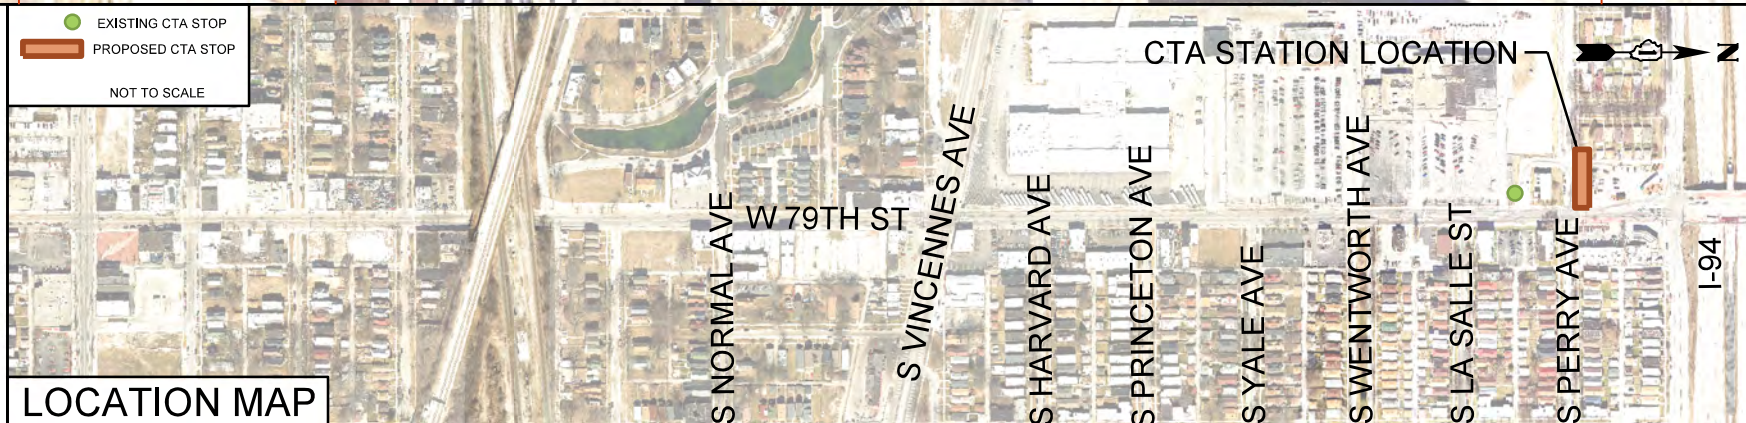 EXISTING CTA STOP
PROPOSED CTA STOP
NOT TO SCALE
CTA STATION LOCATION
N
W 79TH ST
S NORMAL AVE
S VINCENNES AVE
S HARVARD AVE
S PRINCETON AVE
S YALE AVE
S WENTWORTH AVE
S LA SALLE ST
S PERRY AVE
I-94
LOCATION MAP